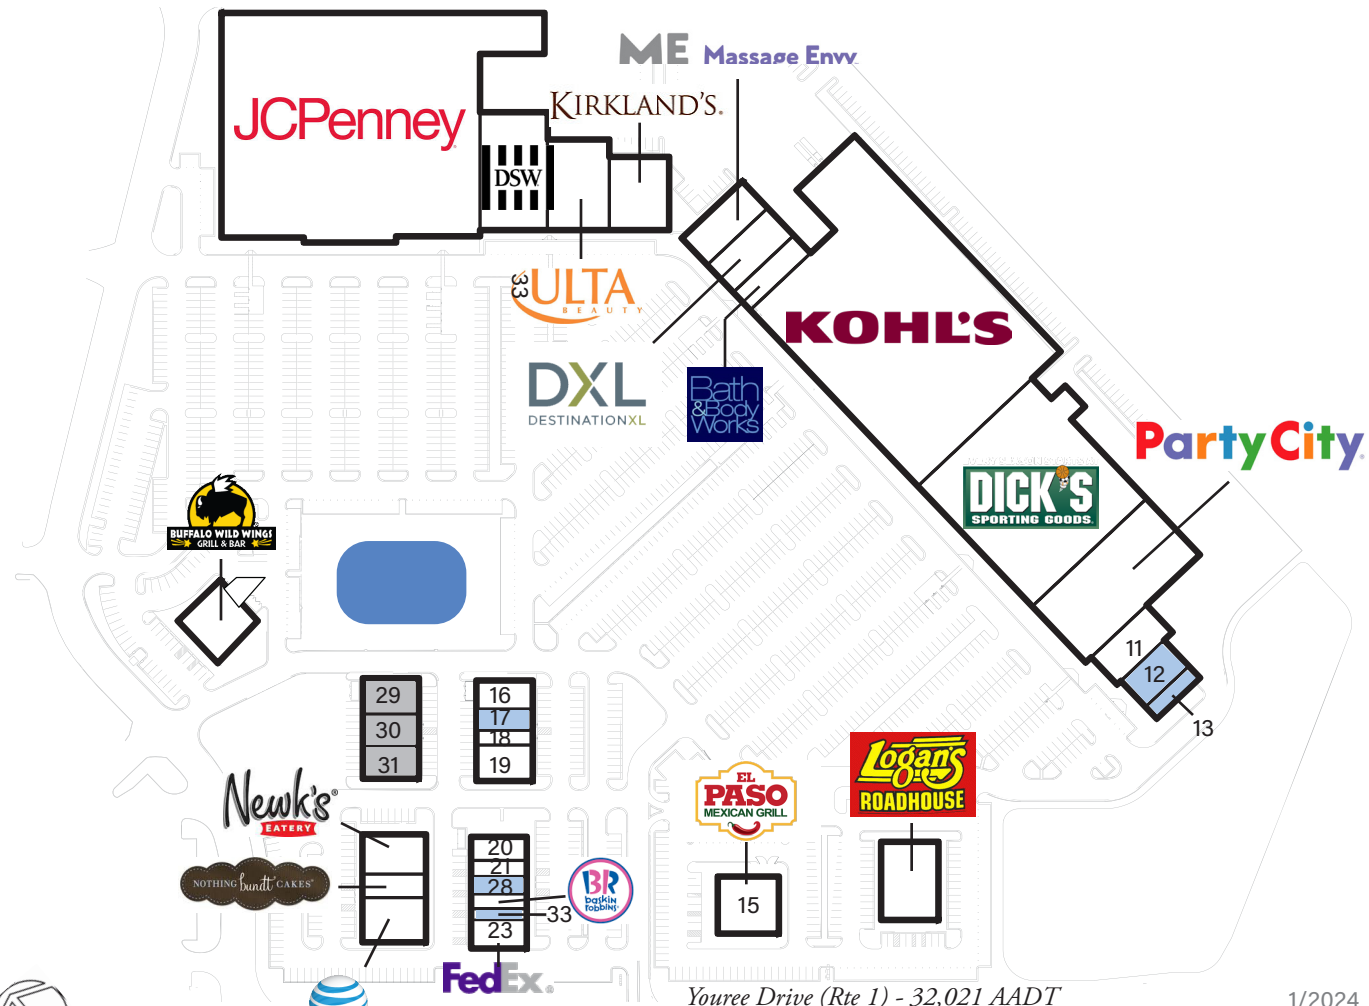 ME Massage Envy
KIRKLAND'S.
JCPenney
DSW
33
ULTA
BEAUTY
KOHL'S
DXL
DESTINATIONXL
Bath
&Body
Works
Party City
DICK'S
SPORTING GOODS
BUFFALO WILD WINGS
GRILL & BAR
11
12
13
29
30
31
16
17
18
19
Newk's®
EATERY
EL
PASO
MEXICAN GRILL
Logan's
ROADHOUSE
NOTHING bundt CAKES
20
21
28
33
23
BR
baskin
robbins
15
FedEx®
Youree Drive (Rte 1) - 32,021 AADT
1/2024